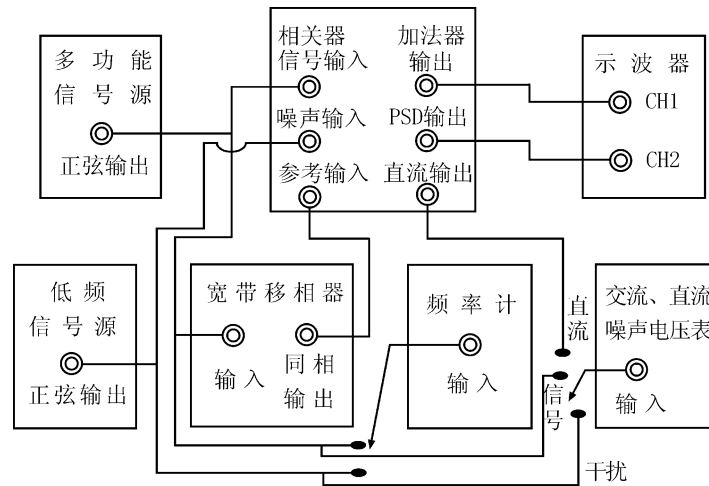 多功能
信号源
正弦输出
相关器
信号输入
噪声输入
参考输入
加法器
输出
PSD输出
直流输出
示波器
CH1
CH2
低频
信号源
正弦输出
宽带移相器
输入
同相
输出
频率计
输入
直流
信号
干扰
交流、直流
噪声电压表
输入